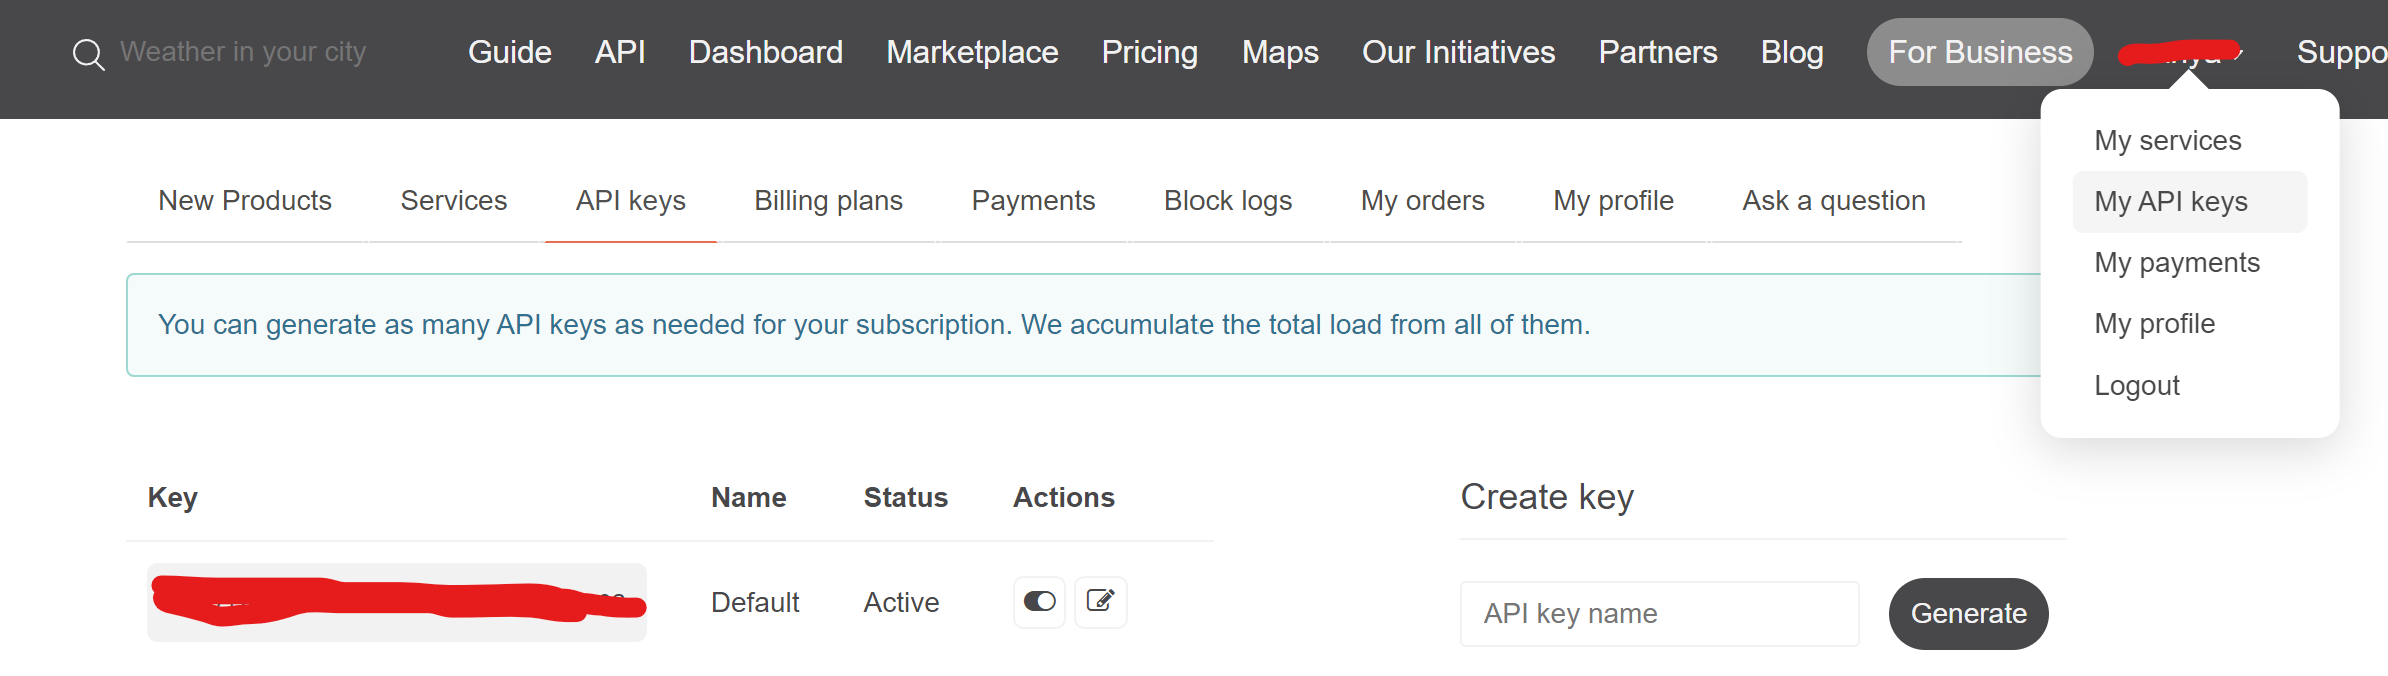 Weather in your city
Guide API Dashboard Marketplace Pricing Maps Our Initiatives Partners Blog For Business Suppo
My services
My API keys
My payments
My profile
Logout
New Products Services API keys Billing plans Payments Block logs My orders My profile Ask a question
You can generate as many API keys as needed for your subscription. We accumulate the total load from all of them.
Key Name Status Actions
Default Active
Create key
API key name Generate